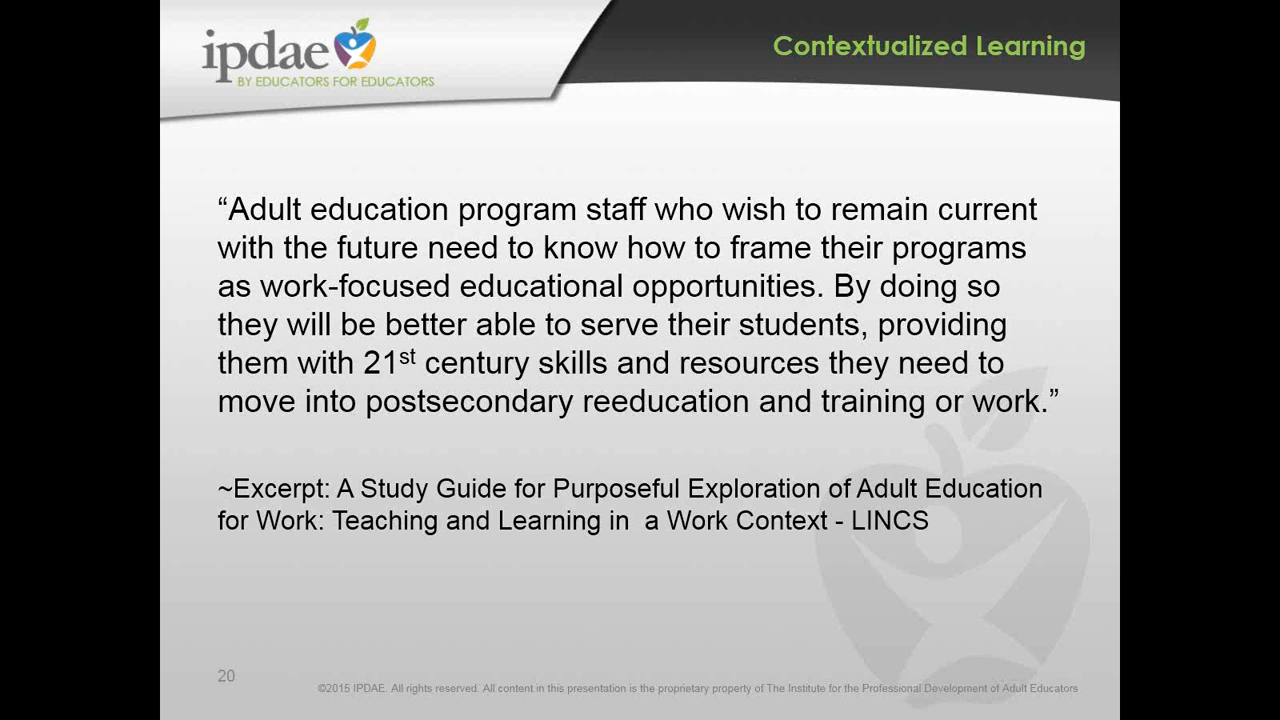 ipdae
BY EDUCATORS FOR EDUCATORS
Contextualized Learning
“Adult education program staff who wish to remain current
with the future need to know how to frame their programs
as work-focused educational opportunities. By doing so
they will be better able to serve their students, providing
them with 21st century skills and resources they need to
move into postsecondary reeducation and training or work.”
~Excerpt: A Study Guide for Purposeful Exploration of Adult Education
for Work: Teaching and Learning in  a Work Context - LINCS
20
©2015 IPDAE. All rights reserved. All content in this presentation is the proprietary property of The Institute for the Professional Development of Adult Educators